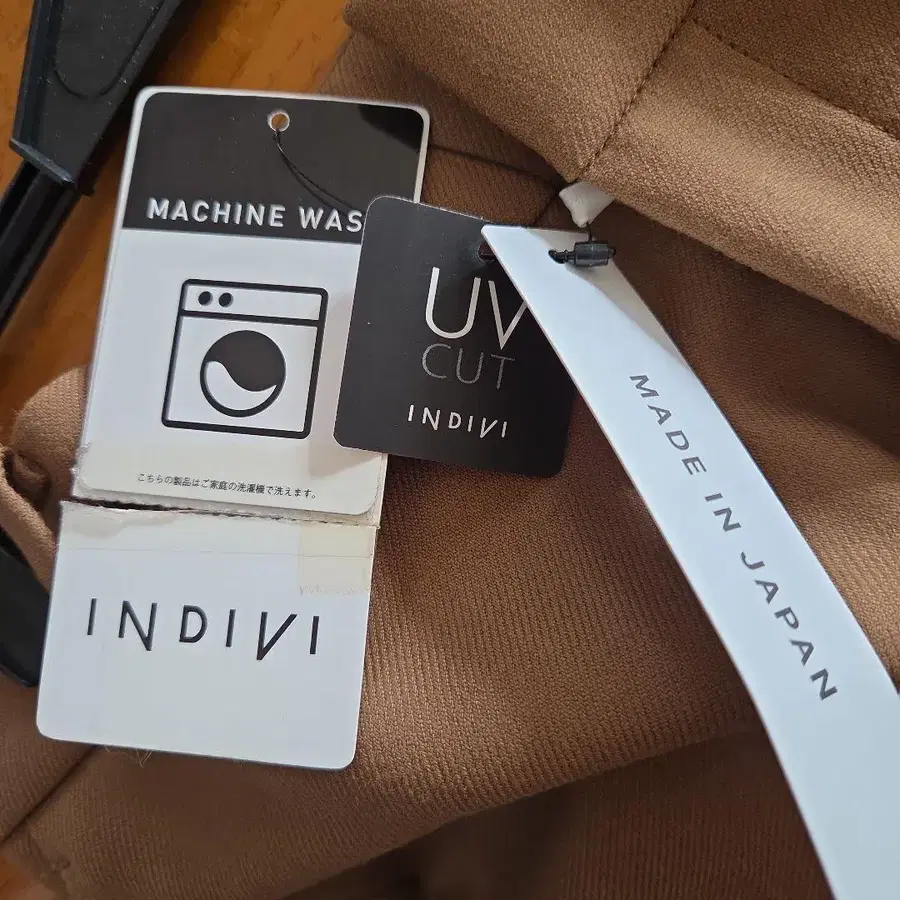 MACHINE WAS
こちらの製品はご家庭の洗濯機で洗えます。
INDIVI
UV
CUT
INDIVI
MADE IN JAPAN